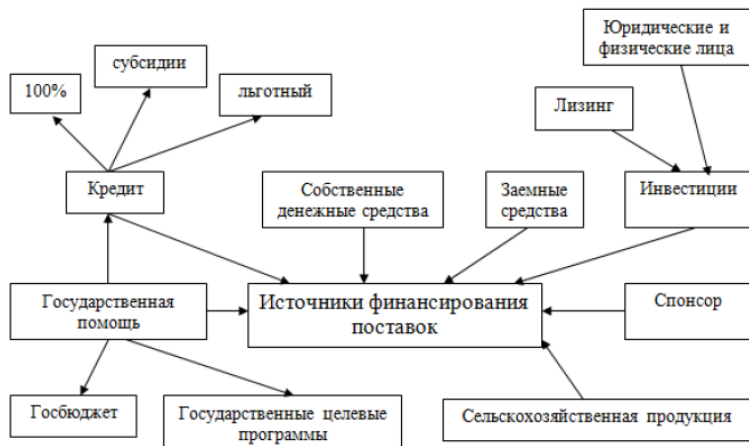 Юридические и
физические лица
субсидии
100%
льготный
Лизинг
Кредит
Собственные
денежные средства
Заемные
средства
Инвестиции
Государственная
помощь
Источники финансирования
поставок
Спонсор
Госбюджет
Государственные целевые
программы
Сельскохозяйственная продукция